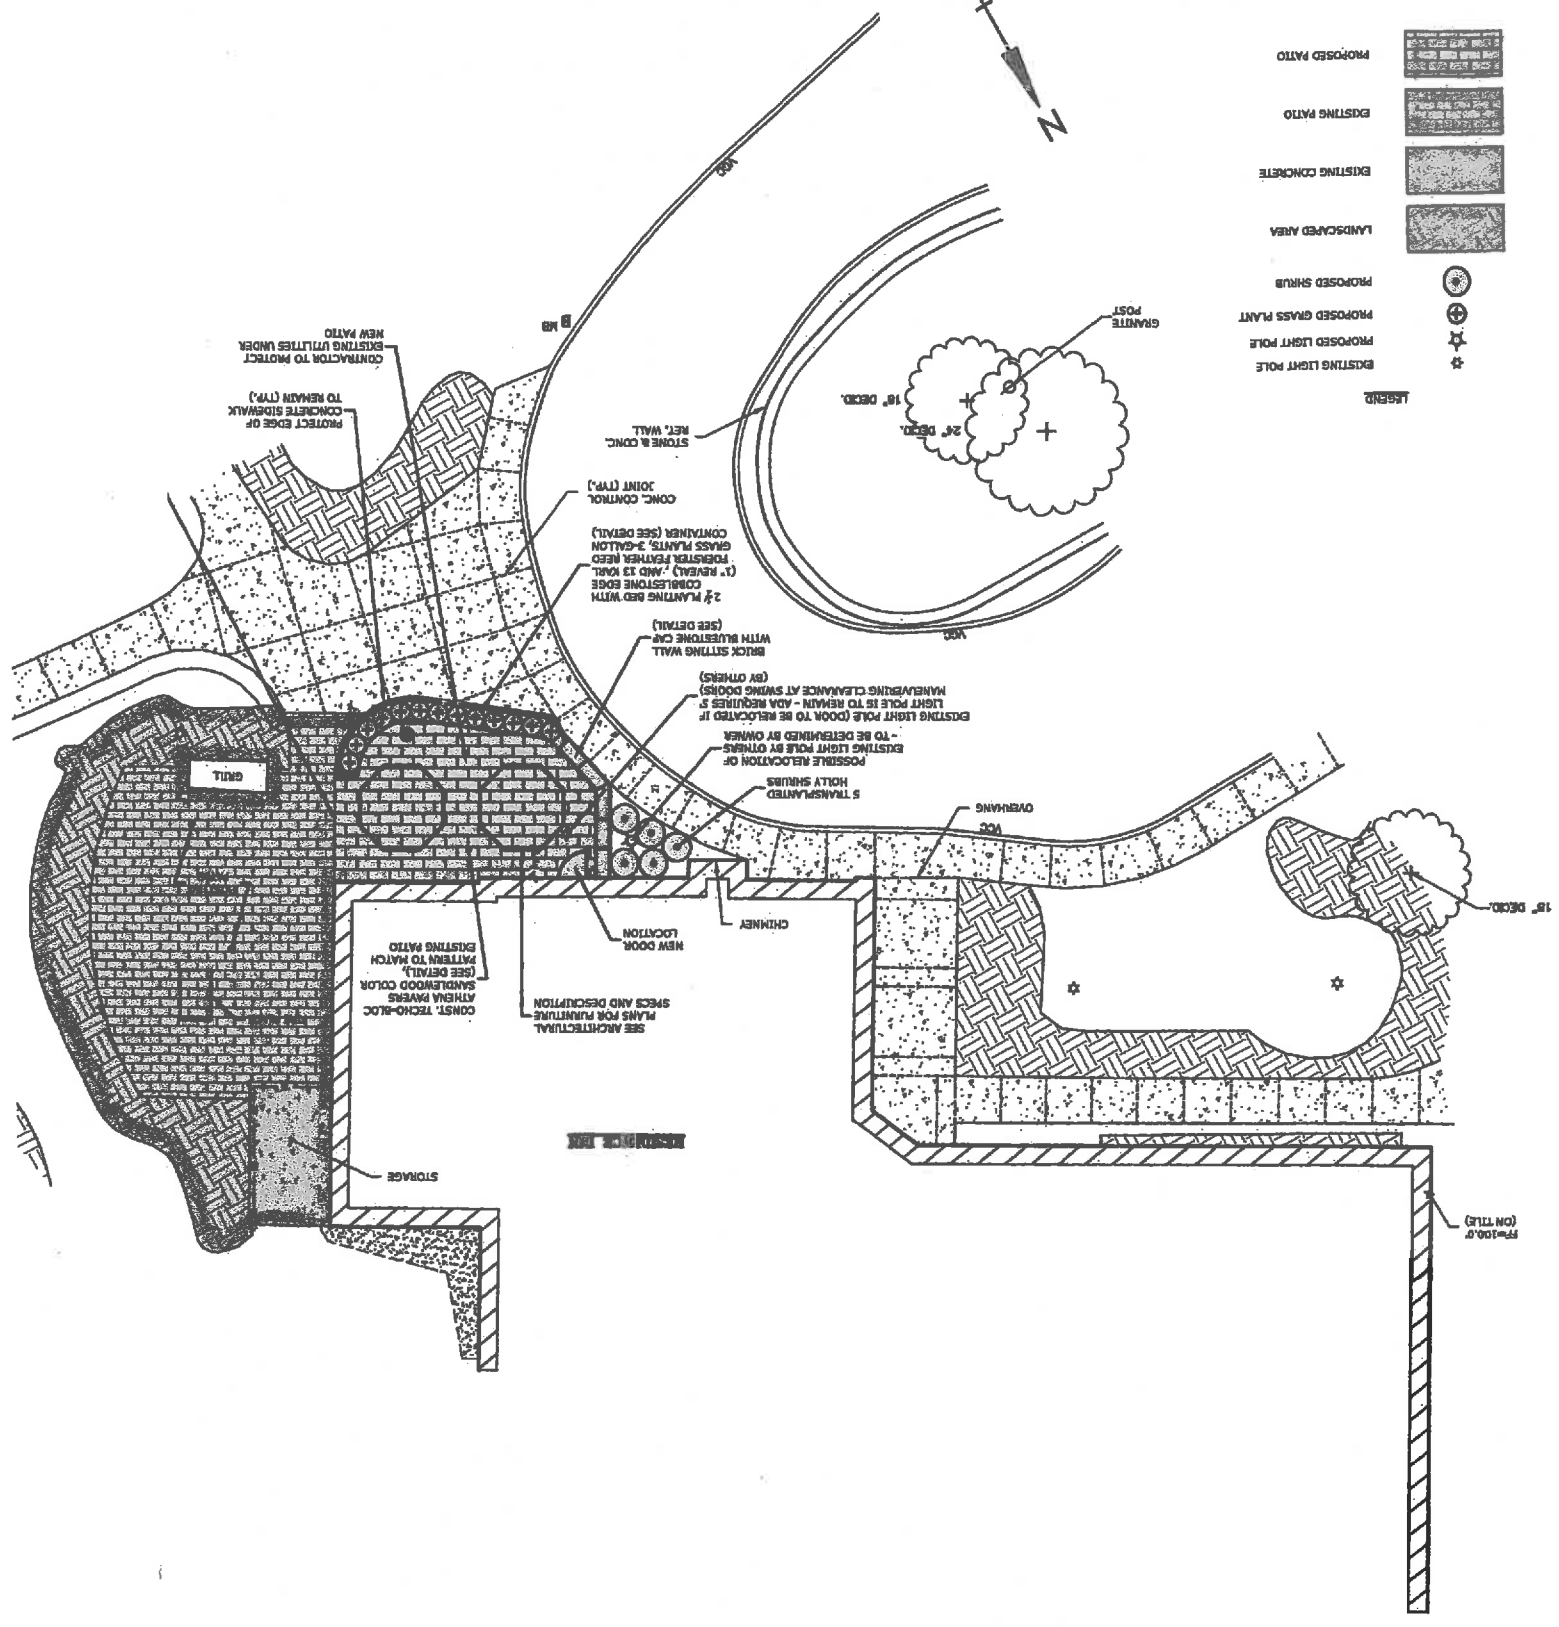 FF=100.0'
(ON TILE)
STORAGE
SEE ARCHITECTURAL
PLANS FOR FURNITURE
SPECS AND DESCRIPTION
CONST. TECHO-BLOC
ATHENA PAVERS
SANDLEWOOD COLOR
(SEE DETAIL),
PATTERN TO MATCH
EXISTING PATIO
NEW DOOR
LOCATION
CHIMNEY
18" DECID.
VGC
OVERHANG
5 TRANSPLANTED
HOLLY SHRUBS
GRILL
POSSIBLE RELOCATION OF
EXISTING LIGHT POLE BY OTHERS
- TO BE DETERMINED BY OWNER
EXISTING LIGHT POLE (DOOR TO BE RELOCATED IF
LIGHT POLE IS TO REMAIN - ADA REQUIRES 5'
MANEUVERING CLEARANCE AT SWING DOORS)
(BY OTHERS)
BRICK SITTING WALL
WITH BLUESTONE CAP
(SEE DETAIL)
VGC
PLANTING BED WITH
COBBLESTONE EDGE
(1" REVEAL) AND 13 KARL
FOERSTER FEATHER REED
GRASS PLANTS, 3-GALLON
CONTAINER (SEE DETAIL)
CONC. CONTROL
JOINT (TYP.)
STONE & CONC.
RET. WALL
24" DECID.
18" DECID.
PROTECT EDGE OF
CONCRETE SIDEWALK
TO REMAIN (TYP.)
CONTRACTOR TO PROTECT
EXISTING UTILITIES UNDER
NEW PATIO
GRANITE
POST
MB
VGC
N
LEGEND
EXISTING LIGHT POLE
PROPOSED LIGHT POLE
PROPOSED GRASS PLANT
PROPOSED SHRUB
LANDSCAPED AREA
EXISTING CONCRETE
EXISTING PATIO
PROPOSED PATIO